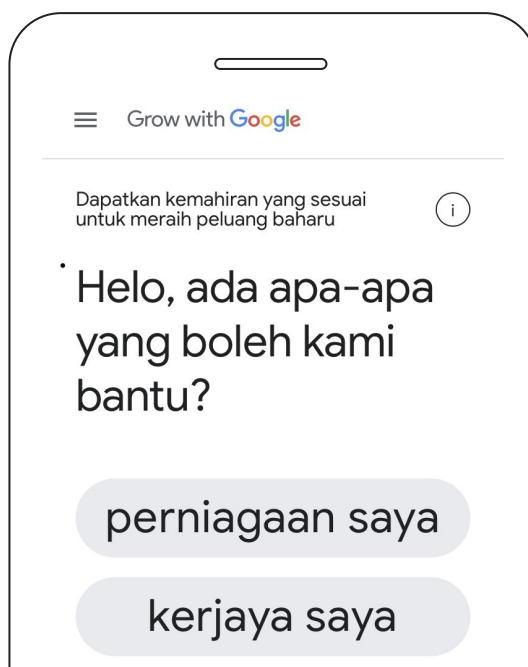 Grow with Google
Dapatkan kemahiran yang sesuai
untuk meraih peluang baharu
i
Helo, ada apa-apa
yang boleh kami
bantu?
perniagaan saya
kerjaya saya